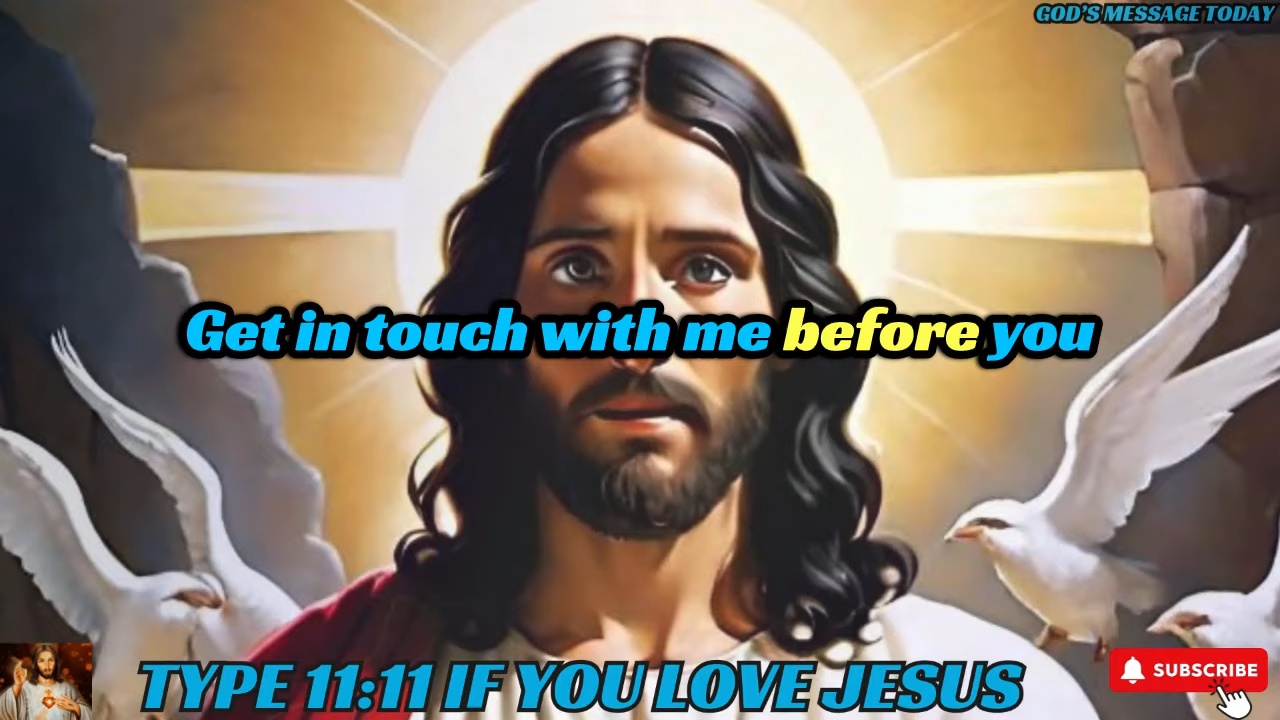 GOD'S MESSAGE TODAY
Get in touch with me before you
TYPE 11:11 IF YOU LOVE JESUS
SUBSCRIBE